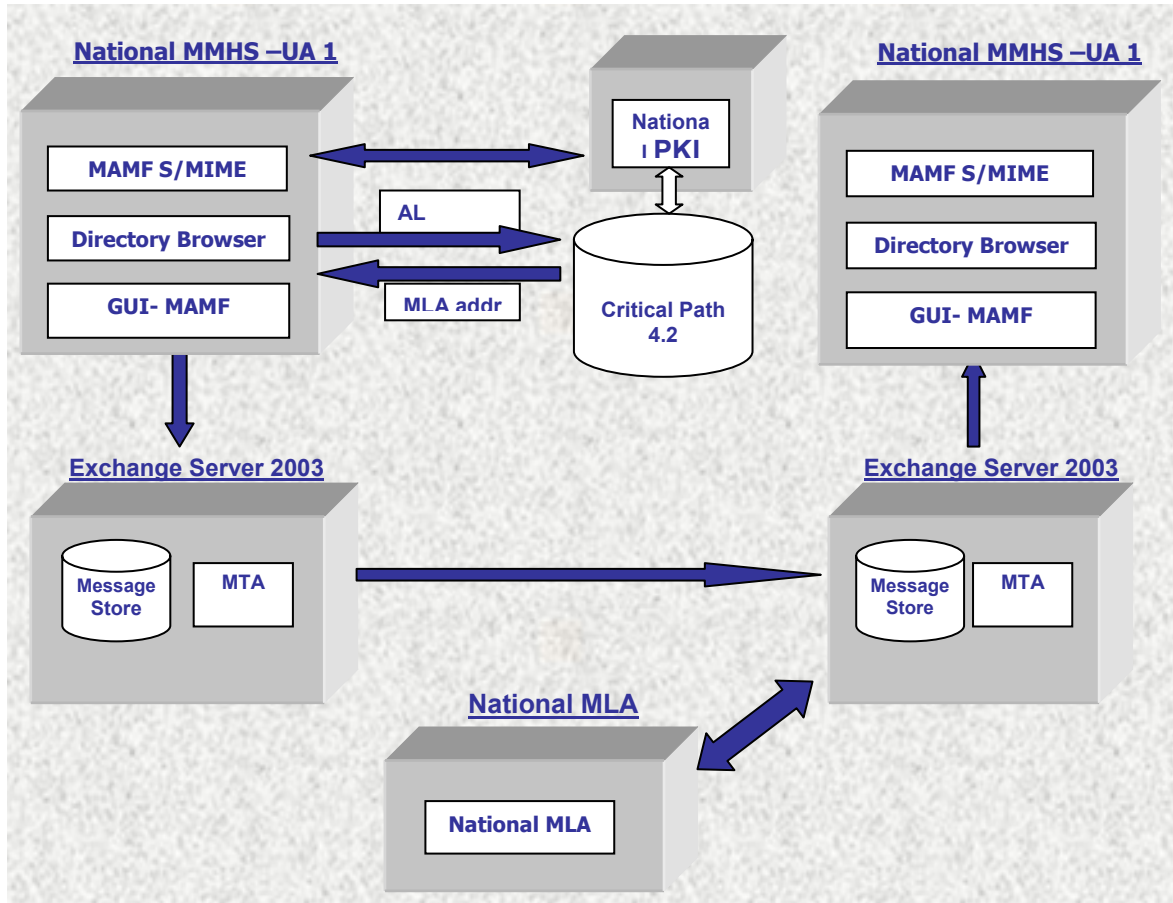 National MMHS –UA 1
MAMF S/MIME
Directory Browser
GUI- MAMF
Nationa
l PKI
AL
MLA addr
Critical Path
4.2
National MMHS –UA 1
MAMF S/MIME
Directory Browser
GUI- MAMF
Exchange Server 2003
Message
Store
MTA
Exchange Server 2003
Message
Store
MTA
National MLA
National MLA